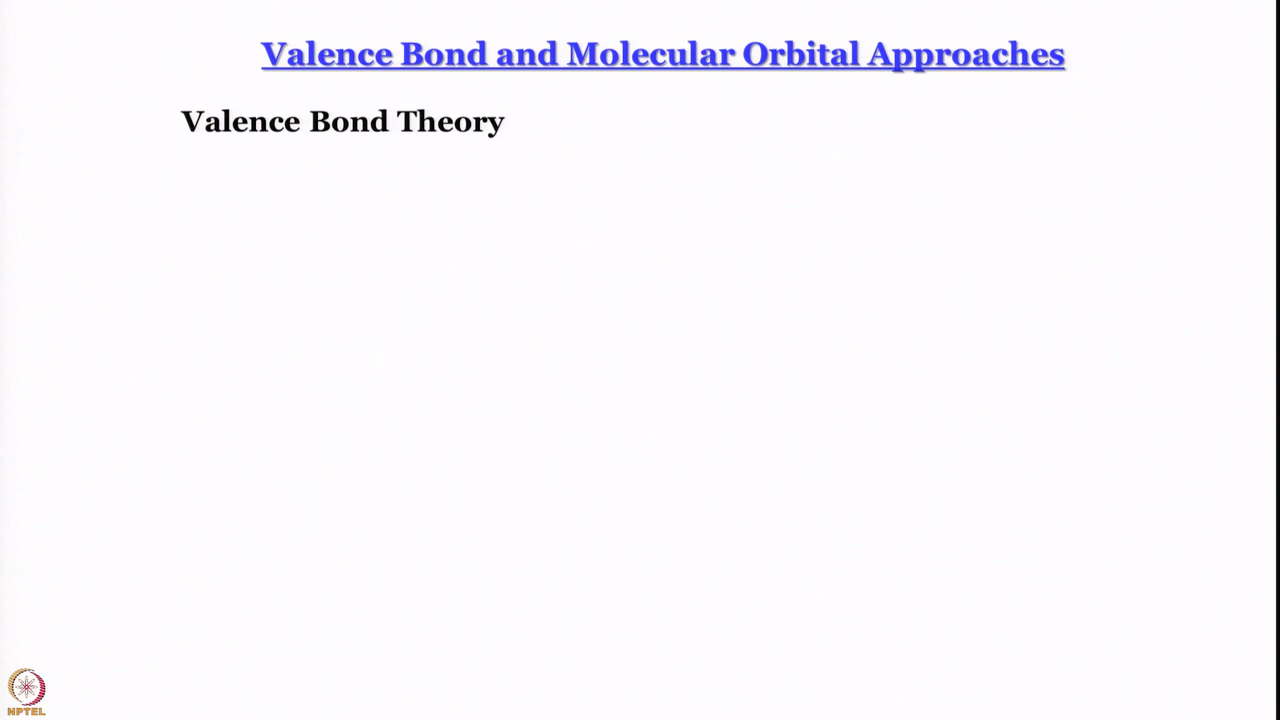 Valence Bond and Molecular Orbital Approaches
Valence Bond Theory
NPTEL